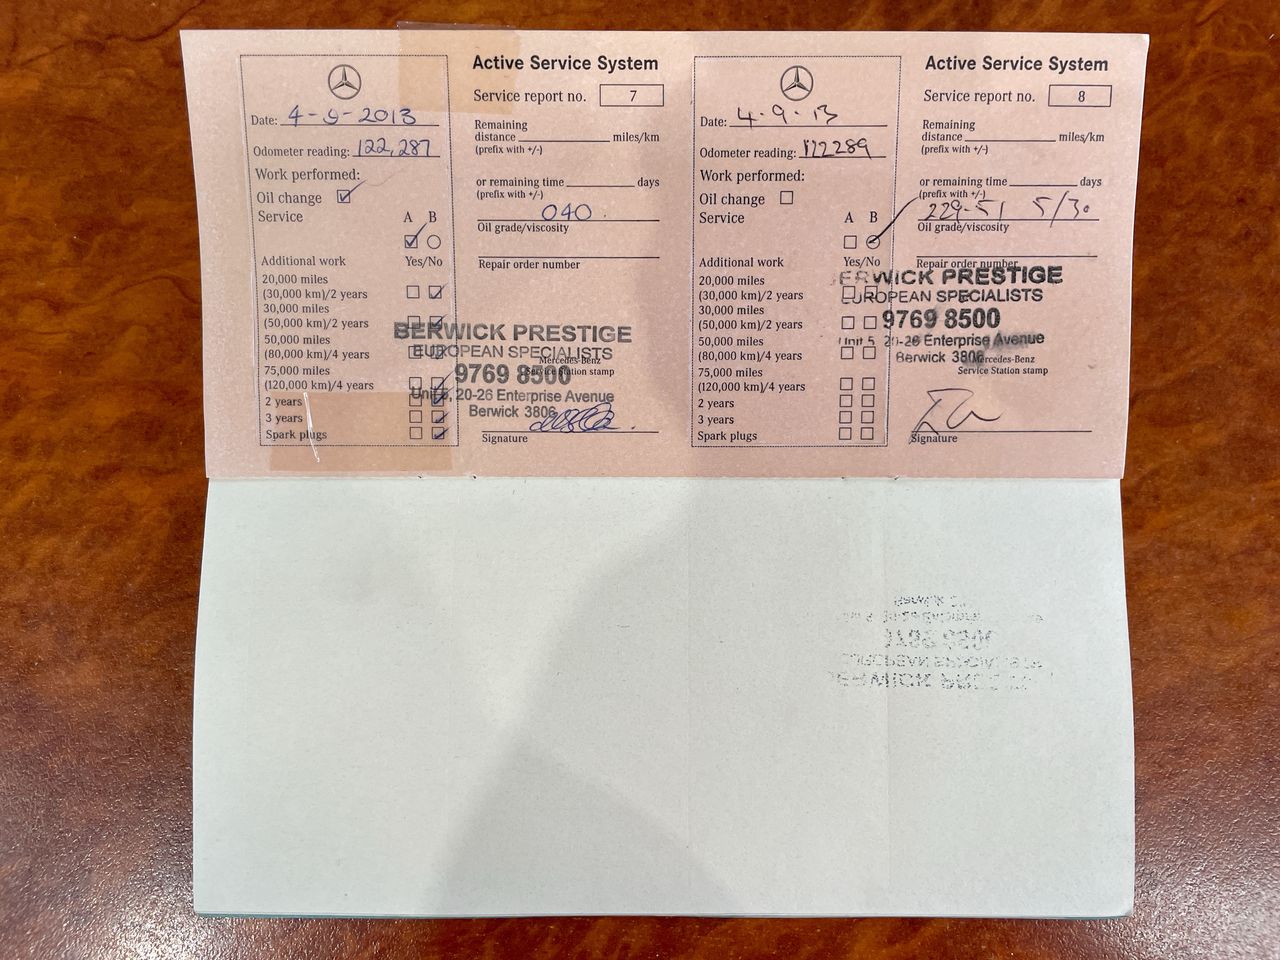 Active Service System
Service report no. 7
Date: 4-9-2013
Odometer reading: 122,287
Work performed:
Oil change
Service A B
Additional work Yes/No
20,000 miles
(30,000 km)/2 years
30,000 miles
(50,000 km)/2 years
50,000 miles
(80,000 km)/4 years
75,000 miles
(120,000 km)/4 years
2 years
3 years
Spark plugs
Remaining
distance miles/km
(prefix with +/-)
or remaining time days
(prefix with +/-)
040
Oil grade/viscosity
Repair order number
BERWICK PRESTIGE
EUROPEAN SPECIALISTS
9769 8500
20-26 Enterprise Avenue
Berwick 3806
Mercedes-Benz
Service Station stamp
Signature
Active Service System
Service report no. 8
Date: 4.9.13
Odometer reading: 122289
Work performed:
Oil change
Service A B
Additional work Yes/No
20,000 miles
(30,000 km)/2 years
30,000 miles
(50,000 km)/2 years
50,000 miles
(80,000 km)/4 years
75,000 miles
(120,000 km)/4 years
2 years
3 years
Spark plugs
Remaining
distance miles/km
(prefix with +/-)
or remaining time days
(prefix with +/-)
229-51 5/30
Oil grade/viscosity
Repair order number
BERWICK PRESTIGE
EUROPEAN SPECIALISTS
9769 8500
Unit 5 20-26 Enterprise Avenue
Berwick 3806
Mercedes-Benz
Service Station stamp
Signature